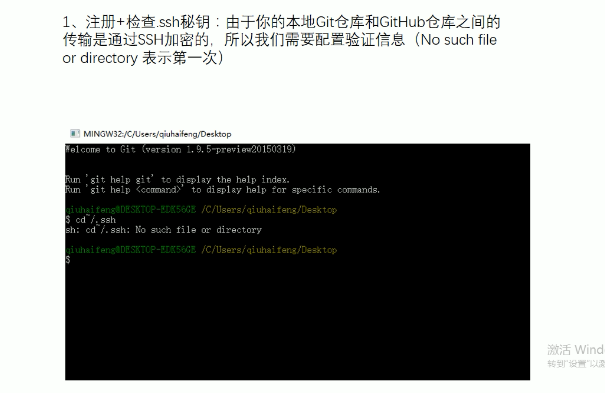 1、注册+检查.ssh秘钥：由于你的本地Git仓库和GitHub仓库之间的
传输是通过SSH加密的，所以我们需要配置验证信息（No such file
or directory 表示第一次）
MINGW32:/C/Users/qiuhaifeng/Desktop
Welcome to Git (version 1.9.5-preview20150319)
Run 'git help git' to display the help index.
Run 'git help <command>' to display help for specific commands.
qiuhaifeng@DESKTOP-EDK56GE /C/Users/qiuhaifeng/Desktop
$ cd~/.ssh
sh: cd~/.ssh: No such file or directory
qiuhaifeng@DESKTOP-EDK56GE /C/Users/qiuhaifeng/Desktop
$
激活 Windo
转到"设置"以激